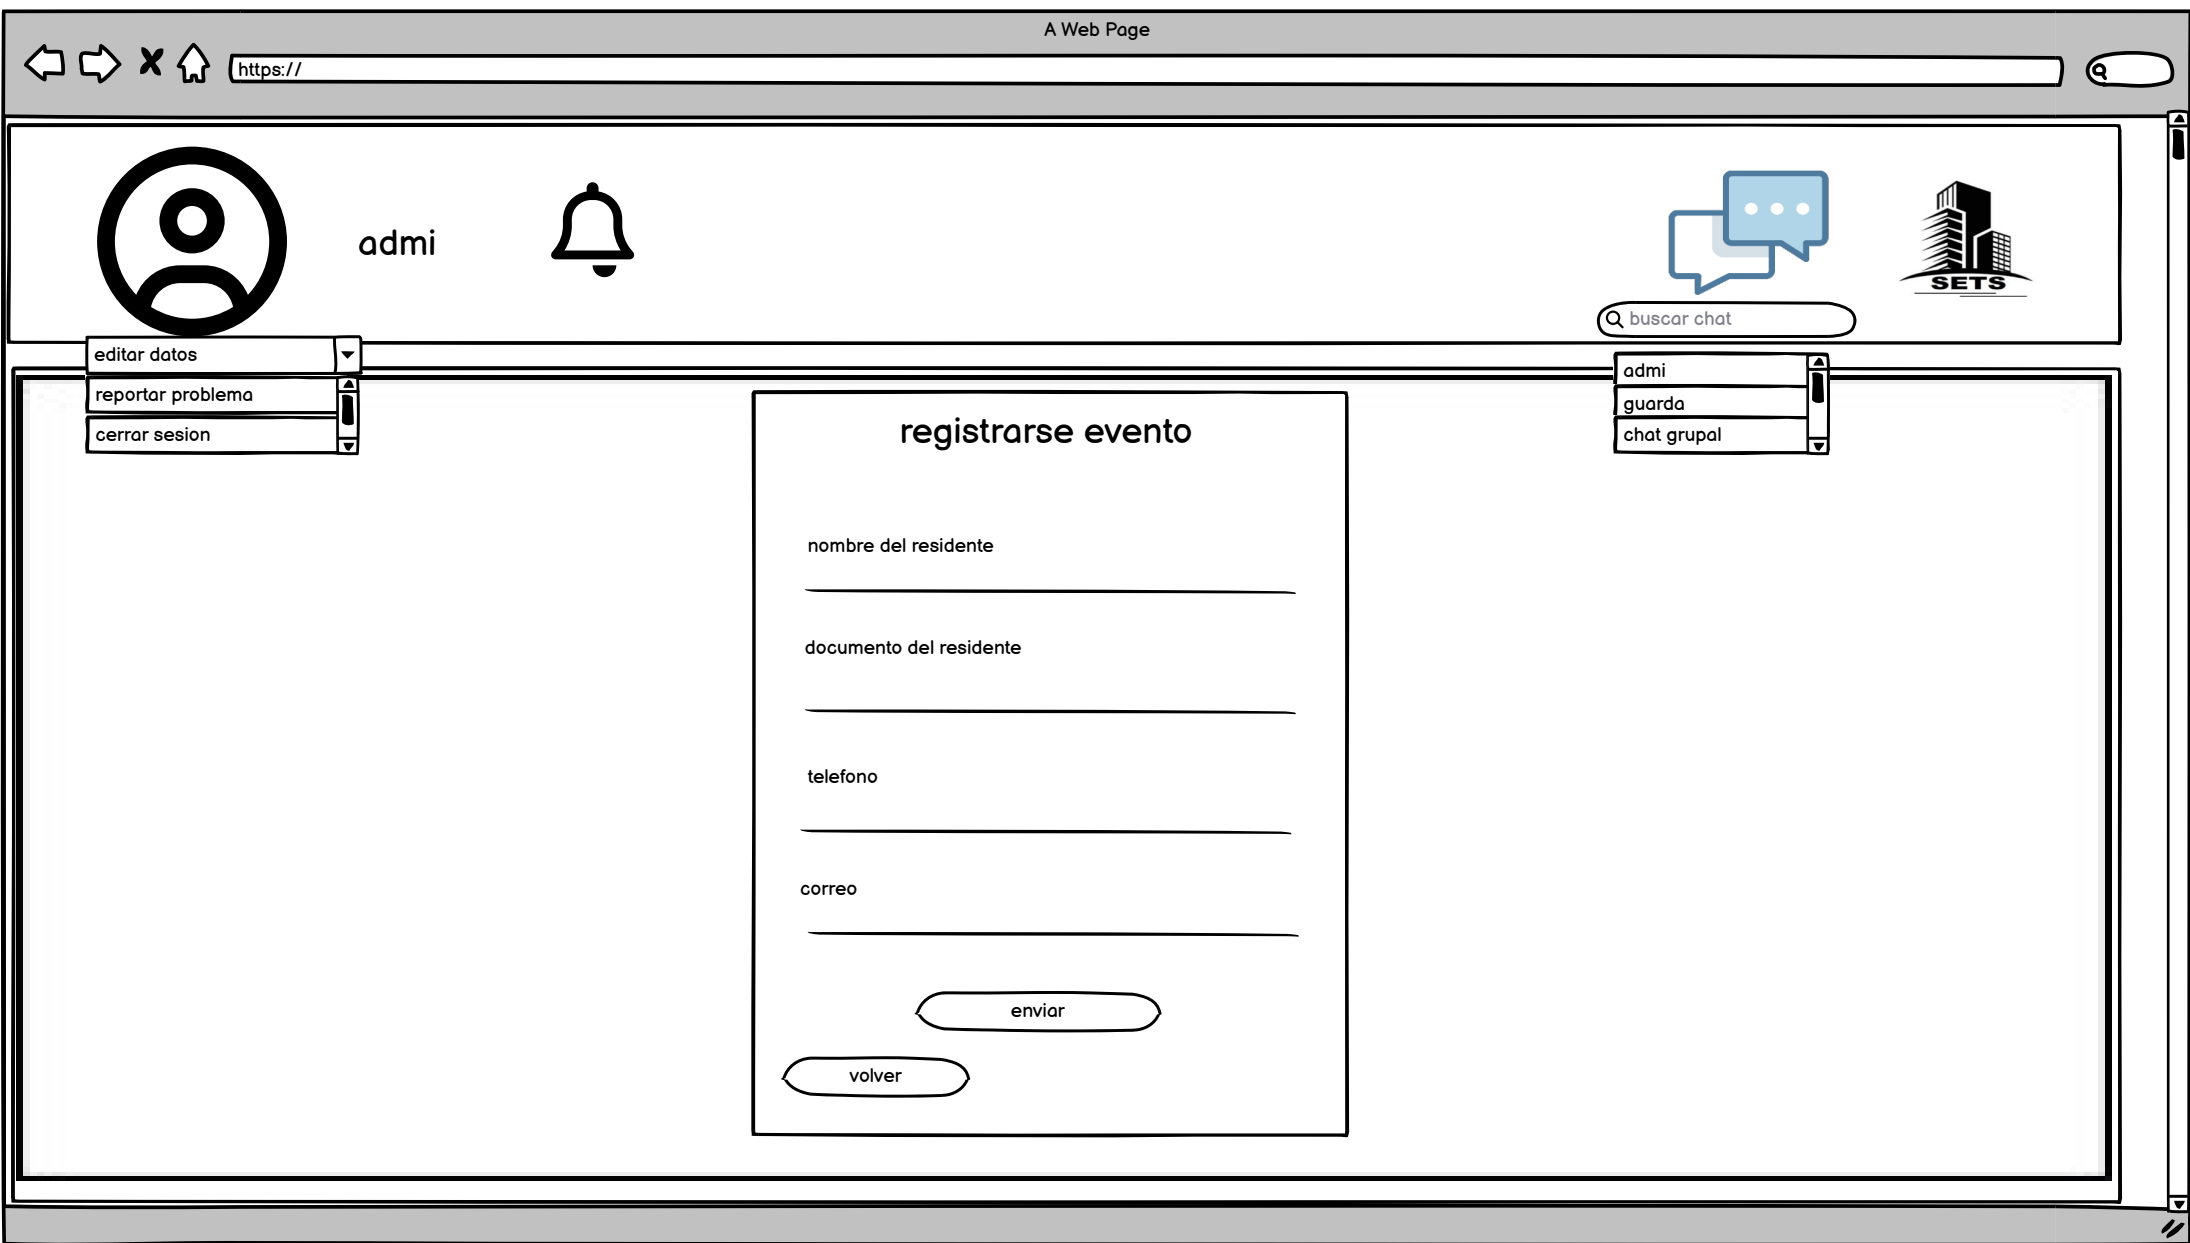 A Web Page
https://
admi
SETS
buscar chat
editar datos
reportar problema
cerrar sesion
admi
guarda
chat grupal
registrarse evento
nombre del residente
documento del residente
telefono
correo
enviar
volver